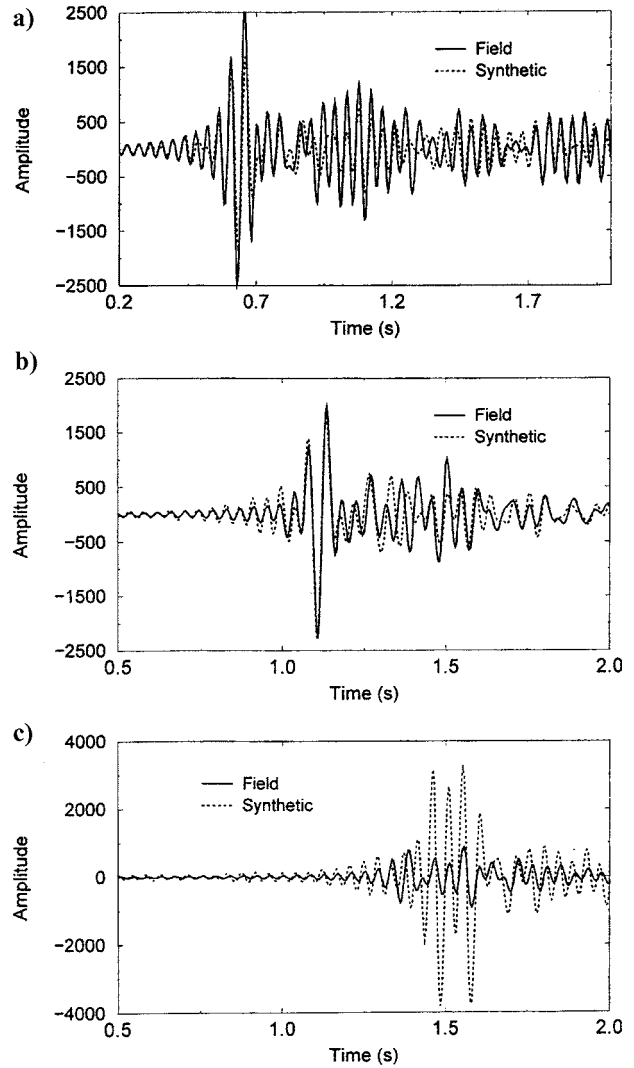 a)
2500
1500
500
−500
−1500
−2500
Amplitude
Field
Synthetic
0.2 0.7 1.2 1.7
Time (s)
b)
2500
1500
500
−500
−1500
−2500
Amplitude
Field
Synthetic
0.5 1.0 1.5 2.0
Time (s)
c)
4000
2000
0
−2000
−4000
Amplitude
Field
Synthetic
0.5 1.0 1.5 2.0
Time (s)